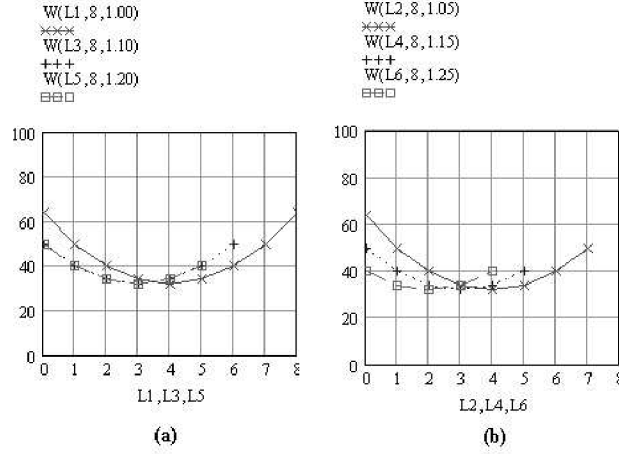 W(L1,8,1.00)
W(L3,8,1.10)
W(L5,8,1.20)
100
80
60
40
20
0
0 1 2 3 4 5 6 7 8
L1,L3,L5
(a)
W(L2,8,1.05)
W(L4,8,1.15)
W(L6,8,1.25)
100
80
60
40
20
0
0 1 2 3 4 5 6 7 8
L2,L4,L6
(b)